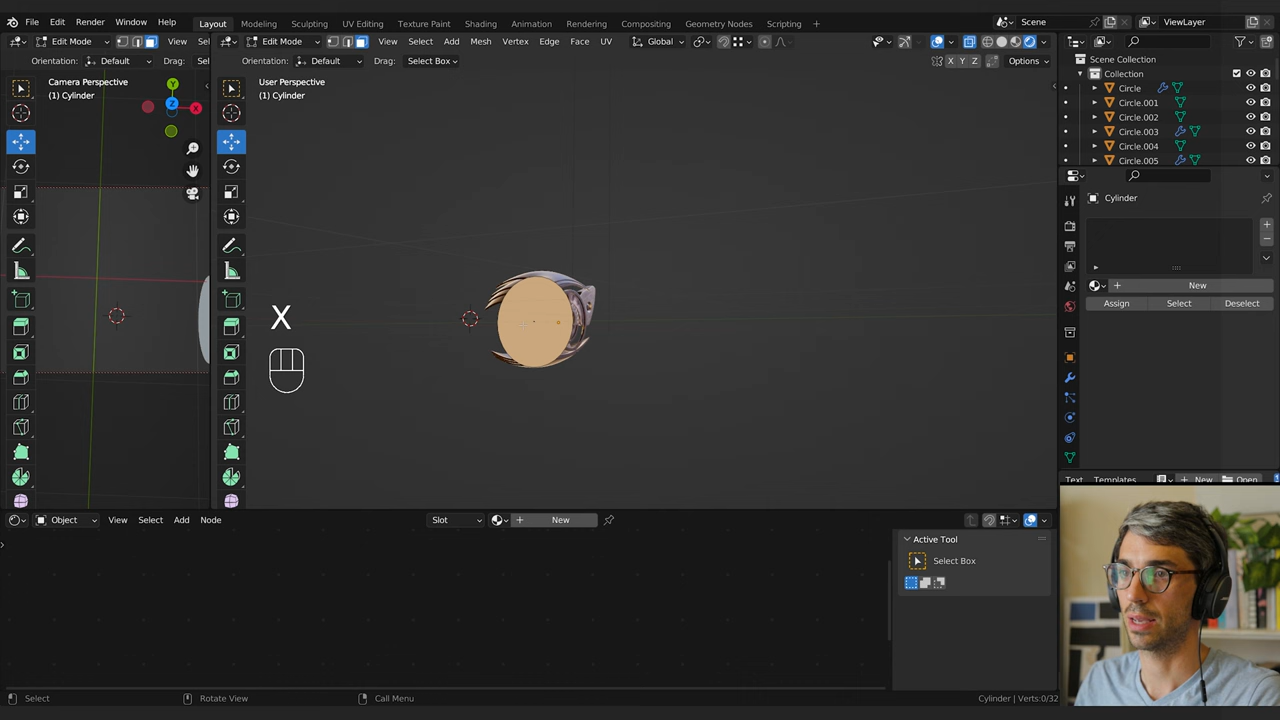 File Edit Render Window Help Layout Modeling Sculpting UV Editing Texture Paint Shading Animation Rendering Compositing Geometry Nodes Scripting + Scene ViewLayer
Edit Mode View Sel Edit Mode View Select Add Mesh Vertex Edge Face UV Global
Orientation: Default Drag: Sel Orientation: Default Drag: Select Box X Y Z Options
Scene Collection
Collection
Circle
Circle.001
Circle.002
Circle.003
Circle.004
Circle.005
Camera Perspective
(1) Cylinder
Y
Z
X
User Perspective
(1) Cylinder
X
Cylinder
New
Assign Select Deselect
Text Templates New Open
Object View Select Add Node Slot New
Active Tool
Select Box
Select Rotate View Call Menu Cylinder | Verts:0/32